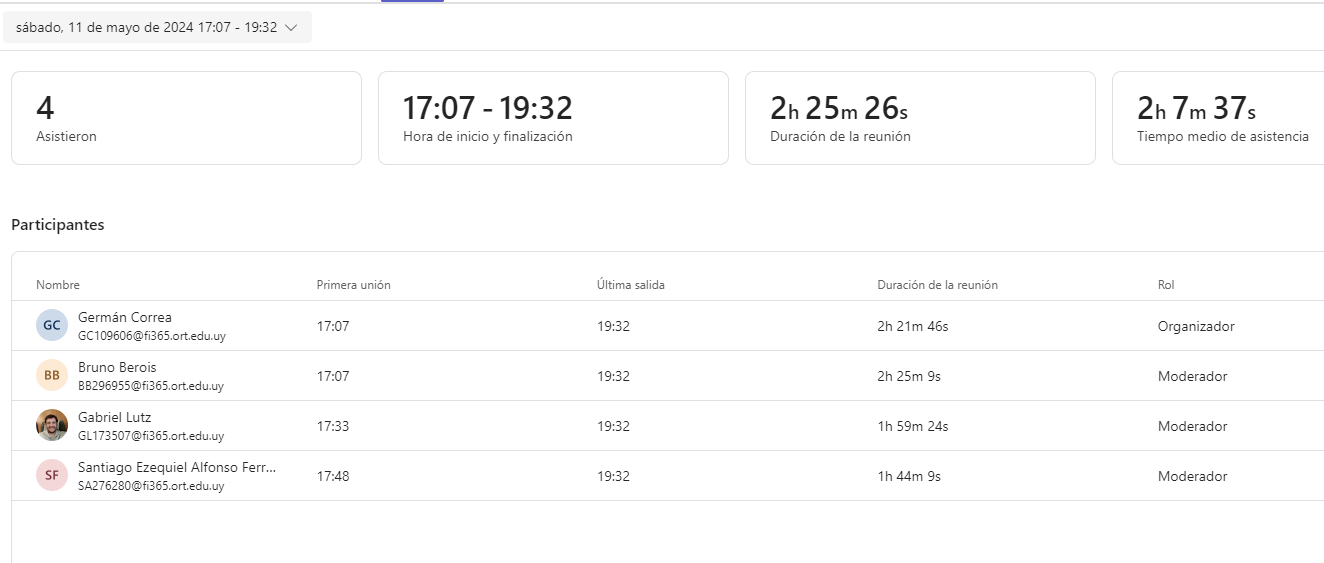 sábado, 11 de mayo de 2024 17:07 - 19:32
4
Asistieron
17:07 - 19:32
Hora de inicio y finalización
2h 25m 26s
Duración de la reunión
2h 7m 37s
Tiempo medio de asistencia
Participantes
Nombre Primera unión Última salida Duración de la reunión Rol
GC Germán Correa
GC109606@fi365.ort.edu.uy
17:07 19:32 2h 21m 46s Organizador
BB Bruno Berois
BB296955@fi365.ort.edu.uy
17:07 19:32 2h 25m 9s Moderador
Gabriel Lutz
GL173507@fi365.ort.edu.uy
17:33 19:32 1h 59m 24s Moderador
SF Santiago Ezequiel Alfonso Ferr...
SA276280@fi365.ort.edu.uy
17:48 19:32 1h 44m 9s Moderador